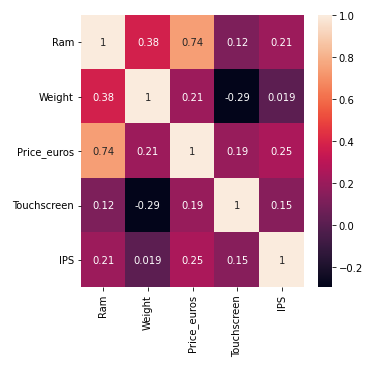 Ram 1 0.38 0.74 0.12 0.21
Weight 0.38 1 0.21 -0.29 0.019
Price_euros 0.74 0.21 1 0.19 0.25
Touchscreen 0.12 -0.29 0.19 1 0.15
IPS 0.21 0.019 0.25 0.15 1
Ram Weight Price_euros Touchscreen IPS
1.0
0.8
0.6
0.4
0.2
0.0
−0.2